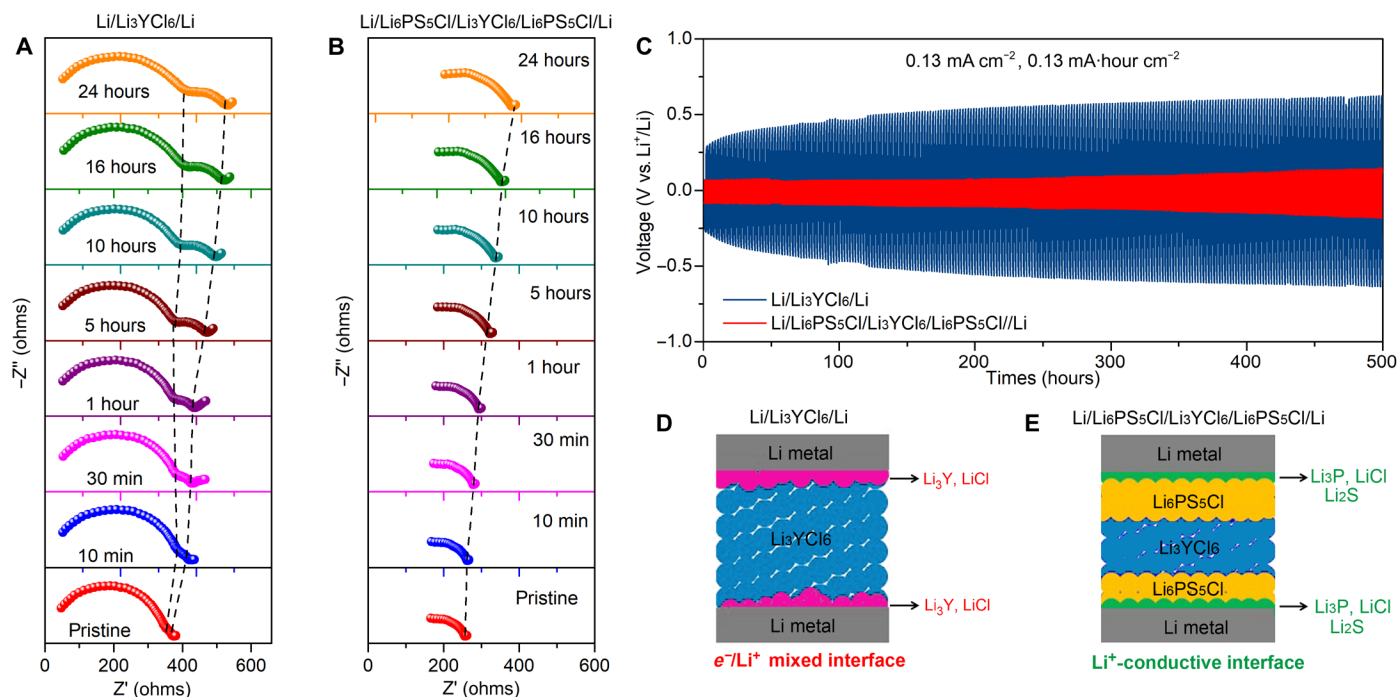 A
Li/Li₃YCl₆/Li
24 hours
16 hours
10 hours
5 hours
1 hour
30 min
10 min
Pristine
−Z'' (ohms)
0
200
400
600
Z' (ohms)
B
Li/Li₆PS₅Cl/Li₃YCl₆/Li₆PS₅Cl/Li
24 hours
16 hours
10 hours
5 hours
1 hour
30 min
10 min
Pristine
−Z'' (ohms)
0
200
400
600
Z' (ohms)
C
0.13 mA cm⁻², 0.13 mA·hour cm⁻²
1.0
0.5
0.0
−0.5
−1.0
Voltage (V vs. Li⁺/Li)
Li/Li₃YCl₆/Li
Li/Li₆PS₅Cl/Li₃YCl₆/Li₆PS₅Cl//Li
0
100
200
300
400
500
Times (hours)
D
Li/Li₃YCl₆/Li
Li metal
Li₃Y, LiCl
Li₃YCl₆
Li₃Y, LiCl
Li metal
e⁻/Li⁺ mixed interface
E
Li/Li₆PS₅Cl/Li₃YCl₆/Li₆PS₅Cl/Li
Li metal
Li₃P, LiCl
Li₂S
Li₆PS₅Cl
Li₃YCl₆
Li₆PS₅Cl
Li₃P, LiCl
Li₂S
Li metal
Li⁺-conductive interface